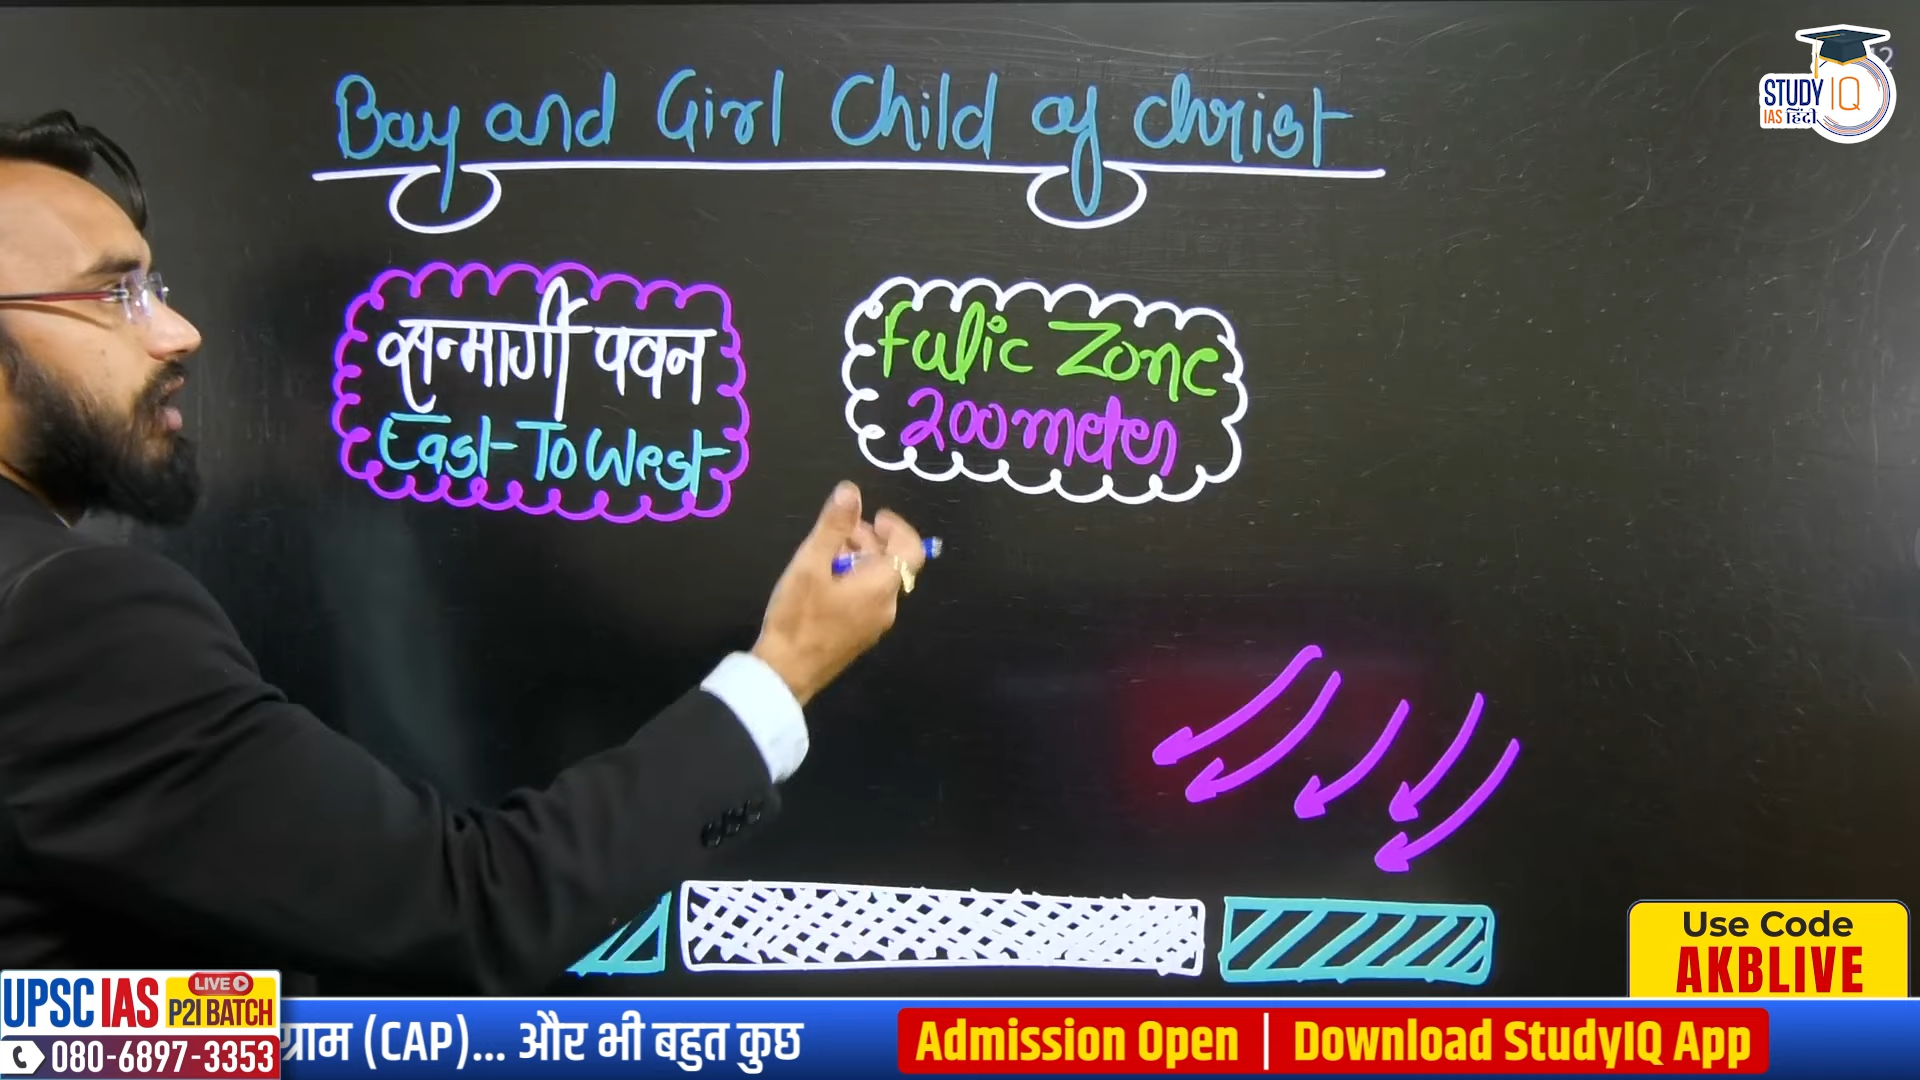 Boy and Girl Child of Christ
STUDY IQ
IAS हिंदी
सन्मार्गी पवन
East To West
fulic Zone
200 meter
Use Code
AKBLIVE
UPSC IAS LIVE P2I BATCH
080-6897-3353
ग्राम (CAP)... और भी बहुत कुछ
Admission Open | Download StudyIQ App